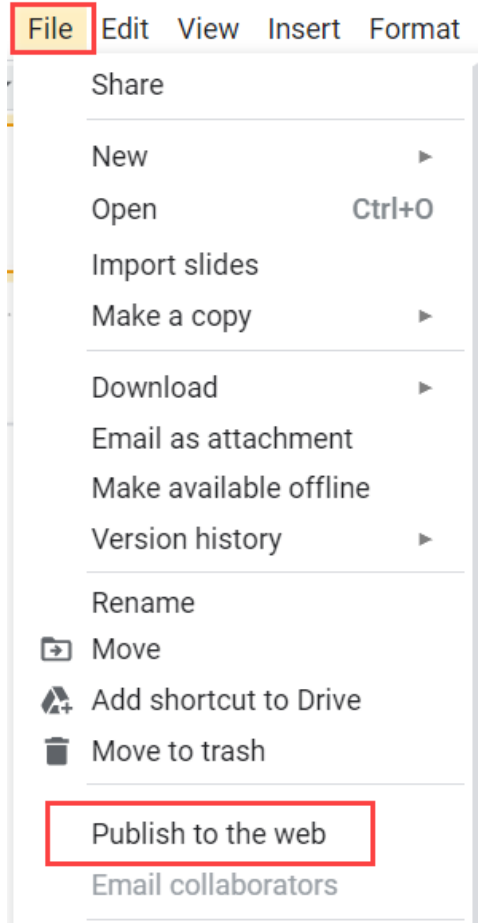 File Edit View Insert Format
Share
New
Open Ctrl+O
Import slides
Make a copy
Download
Email as attachment
Make available offline
Version history
Rename
Move
Add shortcut to Drive
Move to trash
Publish to the web
Email collaborators